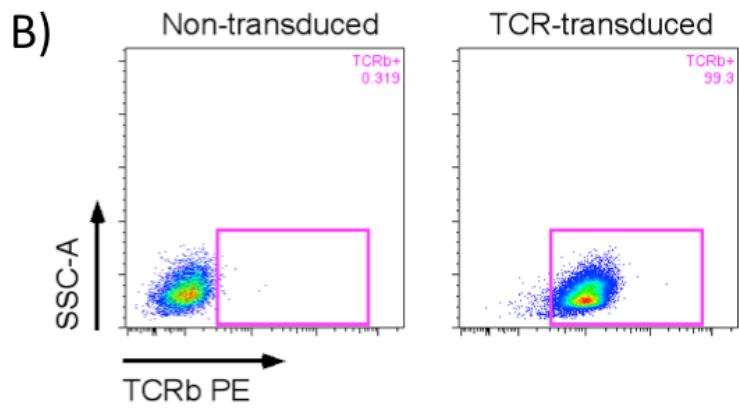 B)
Non-transduced
TCRb+
0.319
TCR-transduced
TCRb+
99.3
SSC-A
TCRb PE